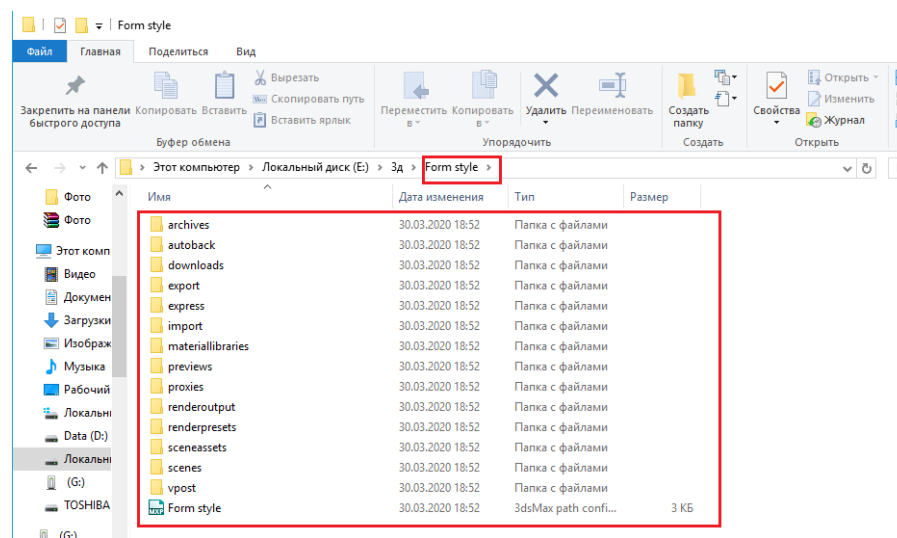 Form style
Файл Главная Поделиться Вид
Закрепить на панели быстрого доступа
Копировать
Вставить
Вырезать
Скопировать путь
Вставить ярлык
Буфер обмена
Переместить в
Копировать в
Удалить
Переименовать
Упорядочить
Создать папку
Создать
Свойства
Открыть
Изменить
Журнал
Открыть
Этот компьютер > Локальный диск (E:) > 3д > Form style >
Имя Дата изменения Тип Размер
Фото
Фото
Этот комп
Видео
Докумен
Загрузки
Изображ
Музыка
Рабочий
Локальн
Data (D:)
Локальн
(G:)
TOSHIBA
(G:)
archives 30.03.2020 18:52 Папка с файлами
autoback 30.03.2020 18:52 Папка с файлами
downloads 30.03.2020 18:52 Папка с файлами
export 30.03.2020 18:52 Папка с файлами
express 30.03.2020 18:52 Папка с файлами
import 30.03.2020 18:52 Папка с файлами
materiallibraries 30.03.2020 18:52 Папка с файлами
previews 30.03.2020 18:52 Папка с файлами
proxies 30.03.2020 18:52 Папка с файлами
renderoutput 30.03.2020 18:52 Папка с файлами
renderpresets 30.03.2020 18:52 Папка с файлами
sceneassets 30.03.2020 18:52 Папка с файлами
scenes 30.03.2020 18:52 Папка с файлами
vpost 30.03.2020 18:52 Папка с файлами
MXP Form style 30.03.2020 18:52 3dsMax path confi... 3 КБ